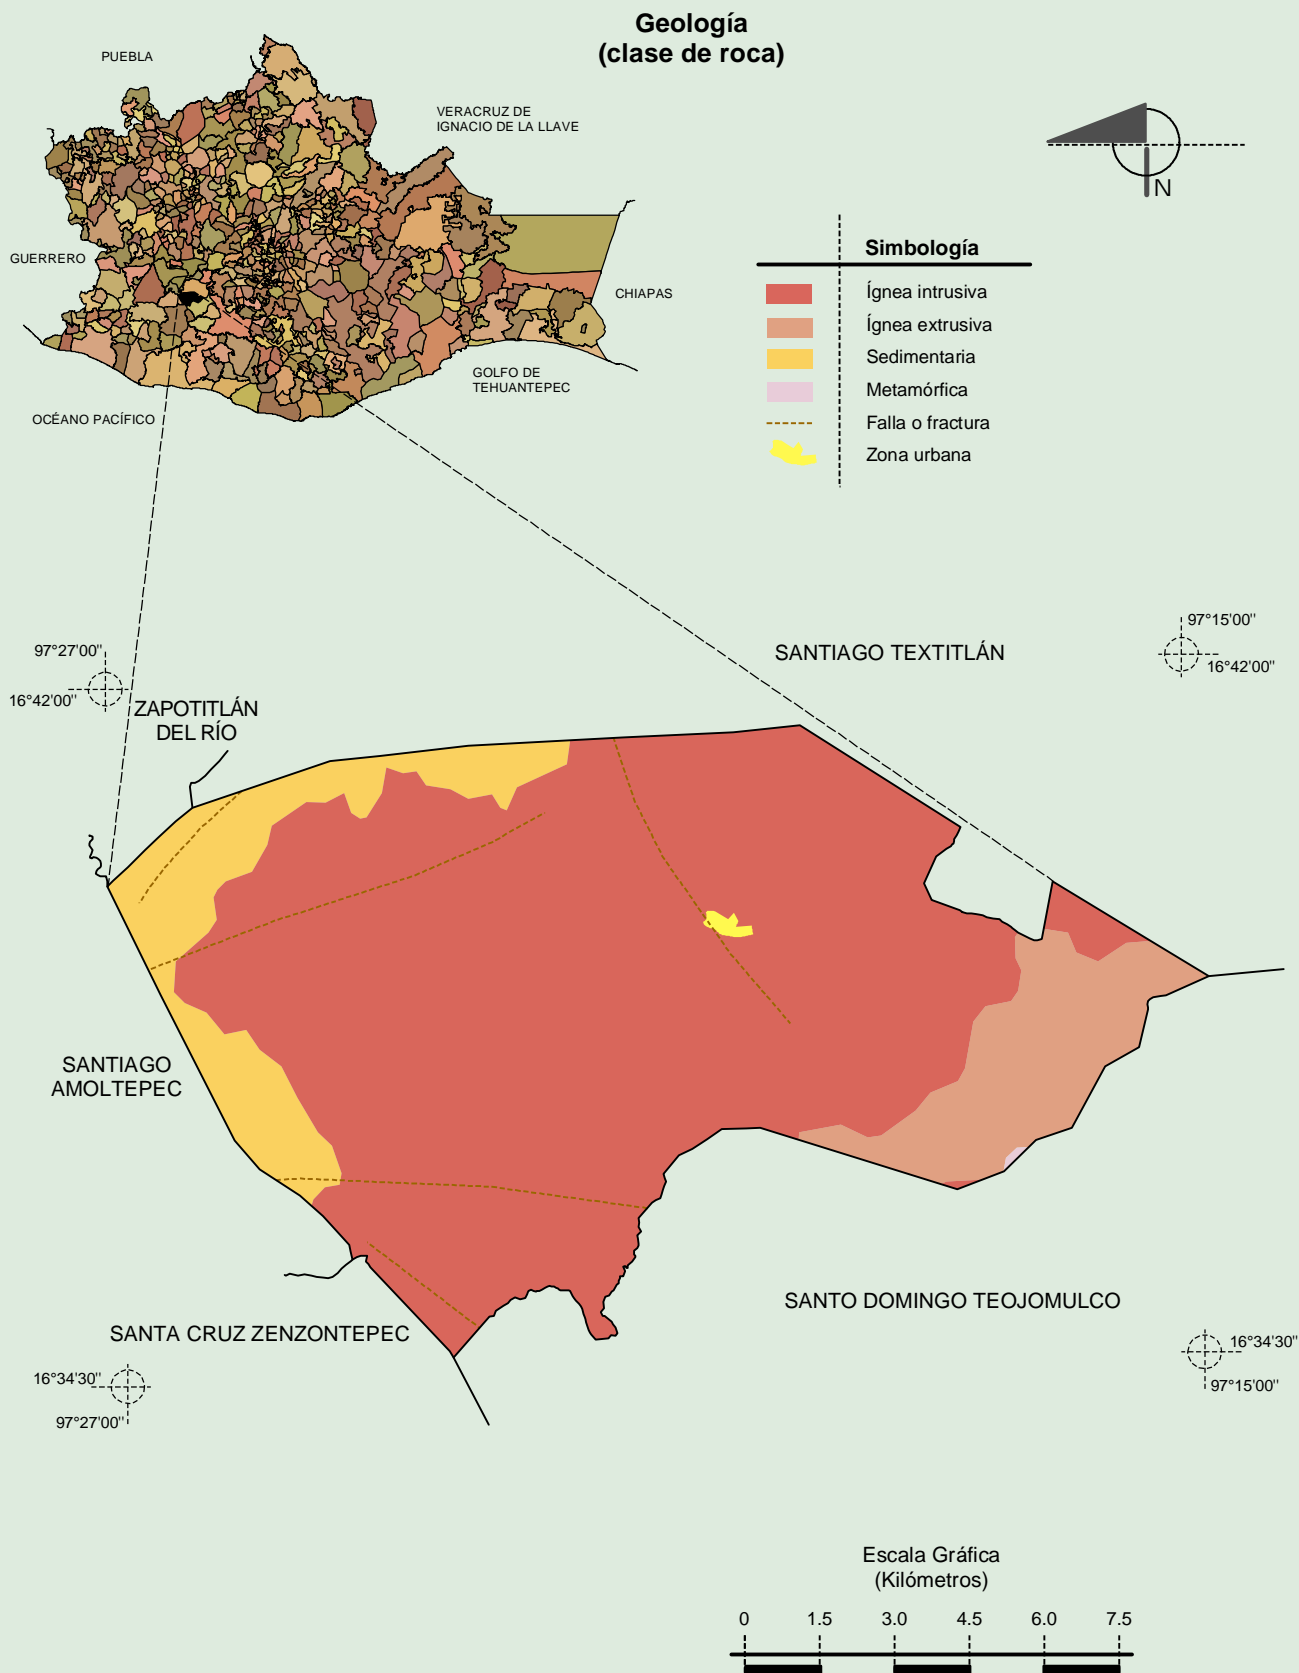 Geología
(clase de roca)
PUEBLA
VERACRUZ DE
IGNACIO DE LA LLAVE
GUERRERO
CHIAPAS
GOLFO DE
TEHUANTEPEC
OCÉANO PACÍFICO
N
Simbología
Ígnea intrusiva
Ígnea extrusiva
Sedimentaria
Metamórfica
Falla o fractura
Zona urbana
97°27'00"
16°42'00"
97°15'00"
16°42'00"
SANTIAGO TEXTITLÁN
ZAPOTITLÁN
DEL RÍO
SANTIAGO
AMOLTEPEC
SANTO DOMINGO TEOJOMULCO
SANTA CRUZ ZENZONTEPEC
16°34'30"
97°27'00"
16°34'30"
97°15'00"
Escala Gráfica
(Kilómetros)
0 1.5 3.0 4.5 6.0 7.5